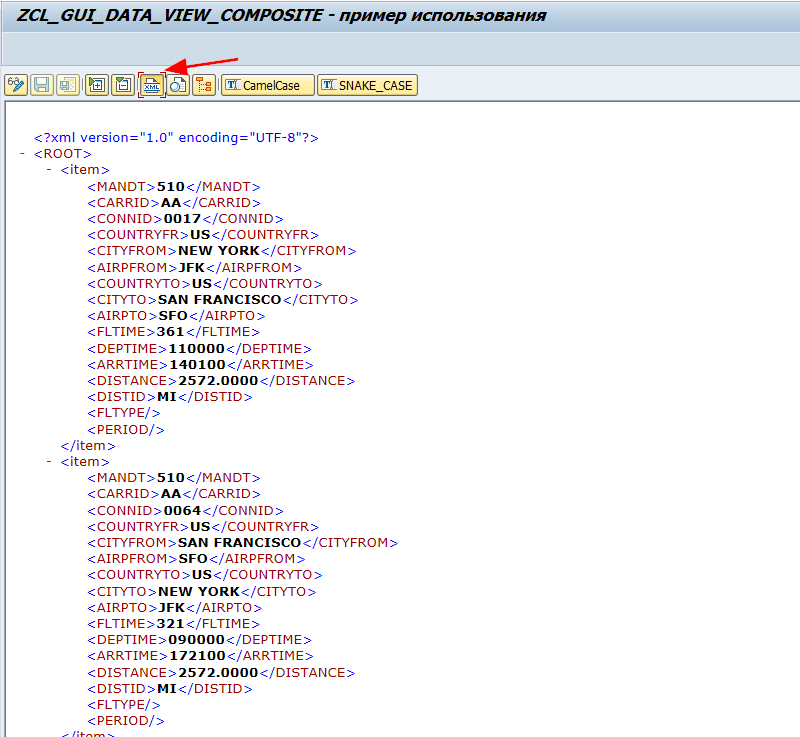 ZCL_GUI_DATA_VIEW_COMPOSITE - пример использования
XML CamelCase SNAKE_CASE
<?xml version="1.0" encoding="UTF-8"?>
- <ROOT>
- <item>
<MANDT>510</MANDT>
<CARRID>AA</CARRID>
<CONNID>0017</CONNID>
<COUNTRYFR>US</COUNTRYFR>
<CITYFROM>NEW YORK</CITYFROM>
<AIRPFROM>JFK</AIRPFROM>
<COUNTRYTO>US</COUNTRYTO>
<CITYTO>SAN FRANCISCO</CITYTO>
<AIRPTO>SFO</AIRPTO>
<FLTIME>361</FLTIME>
<DEPTIME>110000</DEPTIME>
<ARRTIME>140100</ARRTIME>
<DISTANCE>2572.0000</DISTANCE>
<DISTID>MI</DISTID>
<FLTYPE/>
<PERIOD/>
</item>
- <item>
<MANDT>510</MANDT>
<CARRID>AA</CARRID>
<CONNID>0064</CONNID>
<COUNTRYFR>US</COUNTRYFR>
<CITYFROM>SAN FRANCISCO</CITYFROM>
<AIRPFROM>SFO</AIRPFROM>
<COUNTRYTO>US</COUNTRYTO>
<CITYTO>NEW YORK</CITYTO>
<AIRPTO>JFK</AIRPTO>
<FLTIME>321</FLTIME>
<DEPTIME>090000</DEPTIME>
<ARRTIME>172100</ARRTIME>
<DISTANCE>2572.0000</DISTANCE>
<DISTID>MI</DISTID>
<FLTYPE/>
<PERIOD/>
</item>